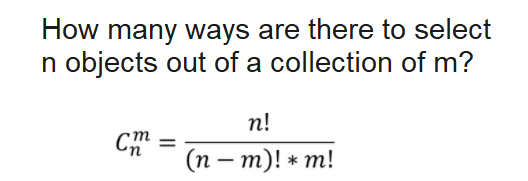 How many ways are there to select
n objects out of a collection of m?
C_n^m = n! / ((n − m)! * m!)